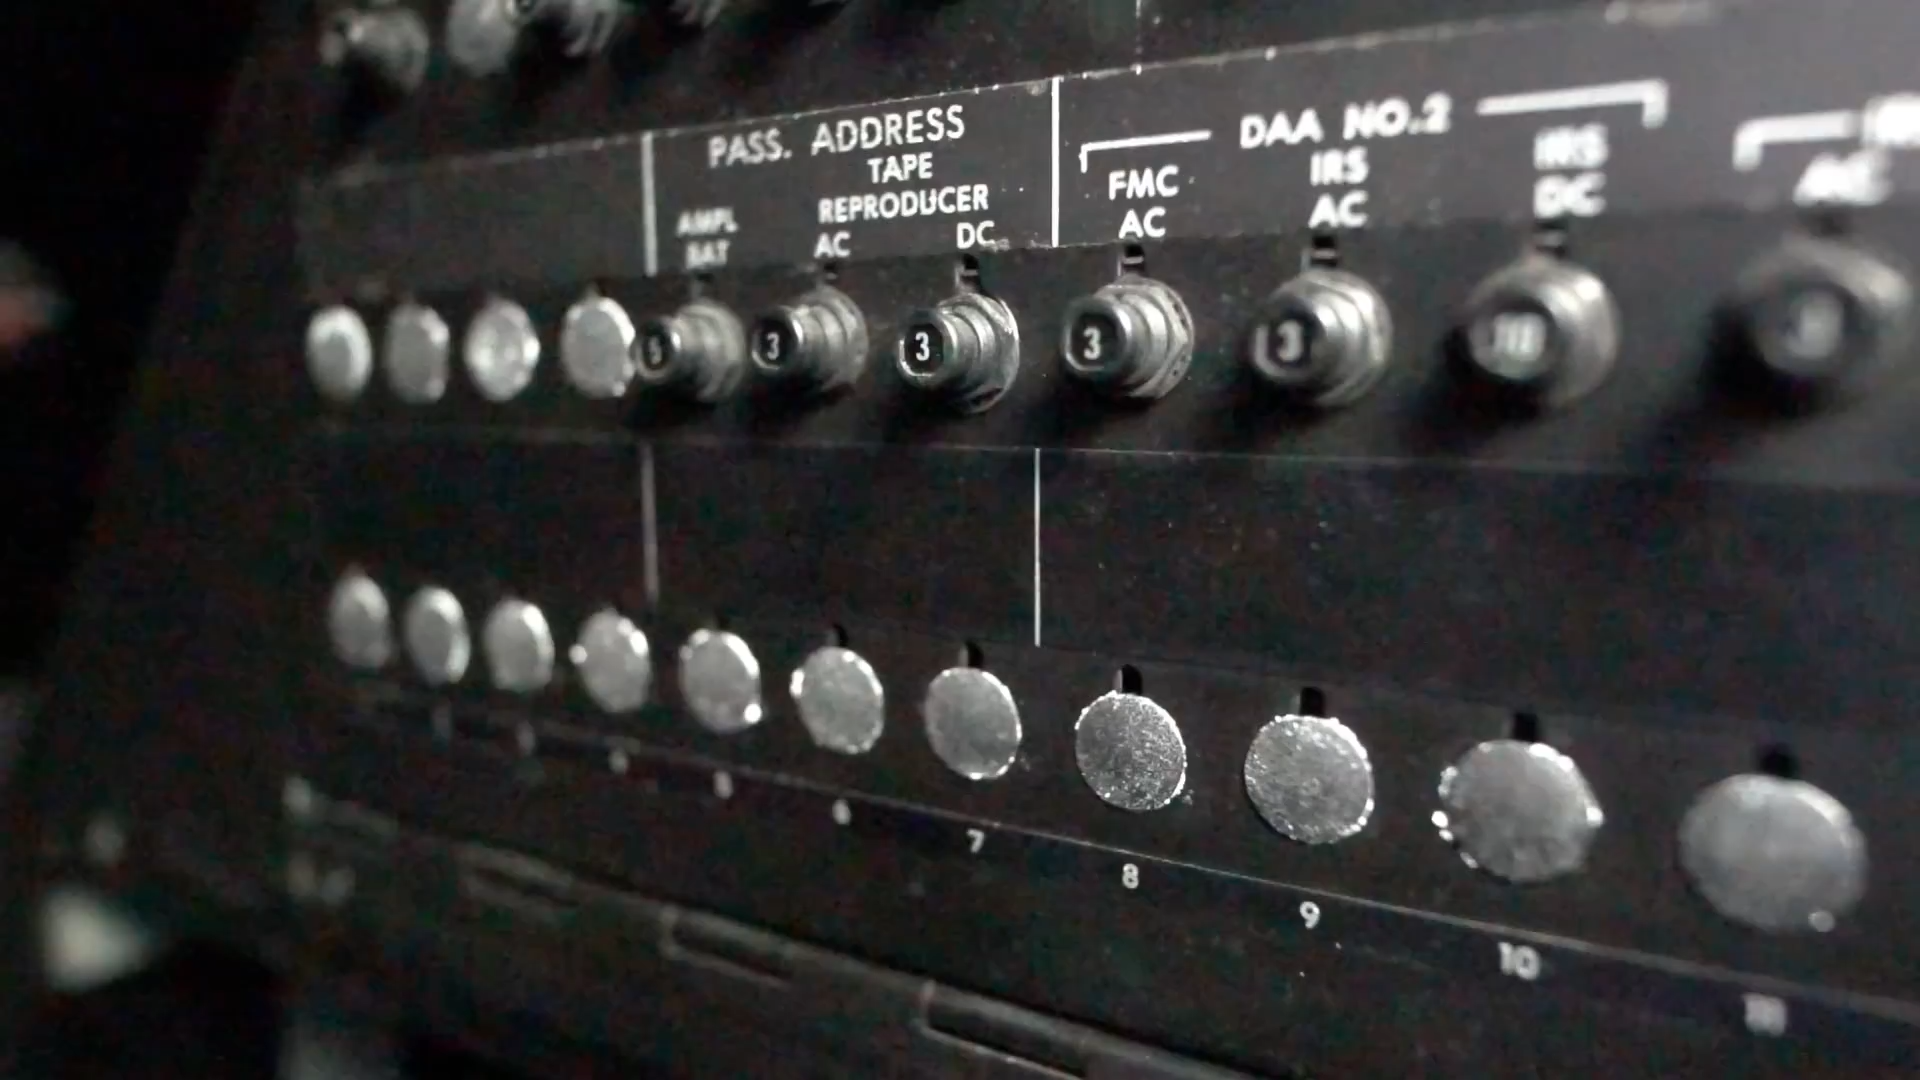 PASS. ADDRESS
TAPE
REPRODUCER
AMPL
BAT
AC
DC
DAA NO.2
FMC
AC
IRS
AC
IRS
DC
AC
3
3
3
3
6
7
8
9
10